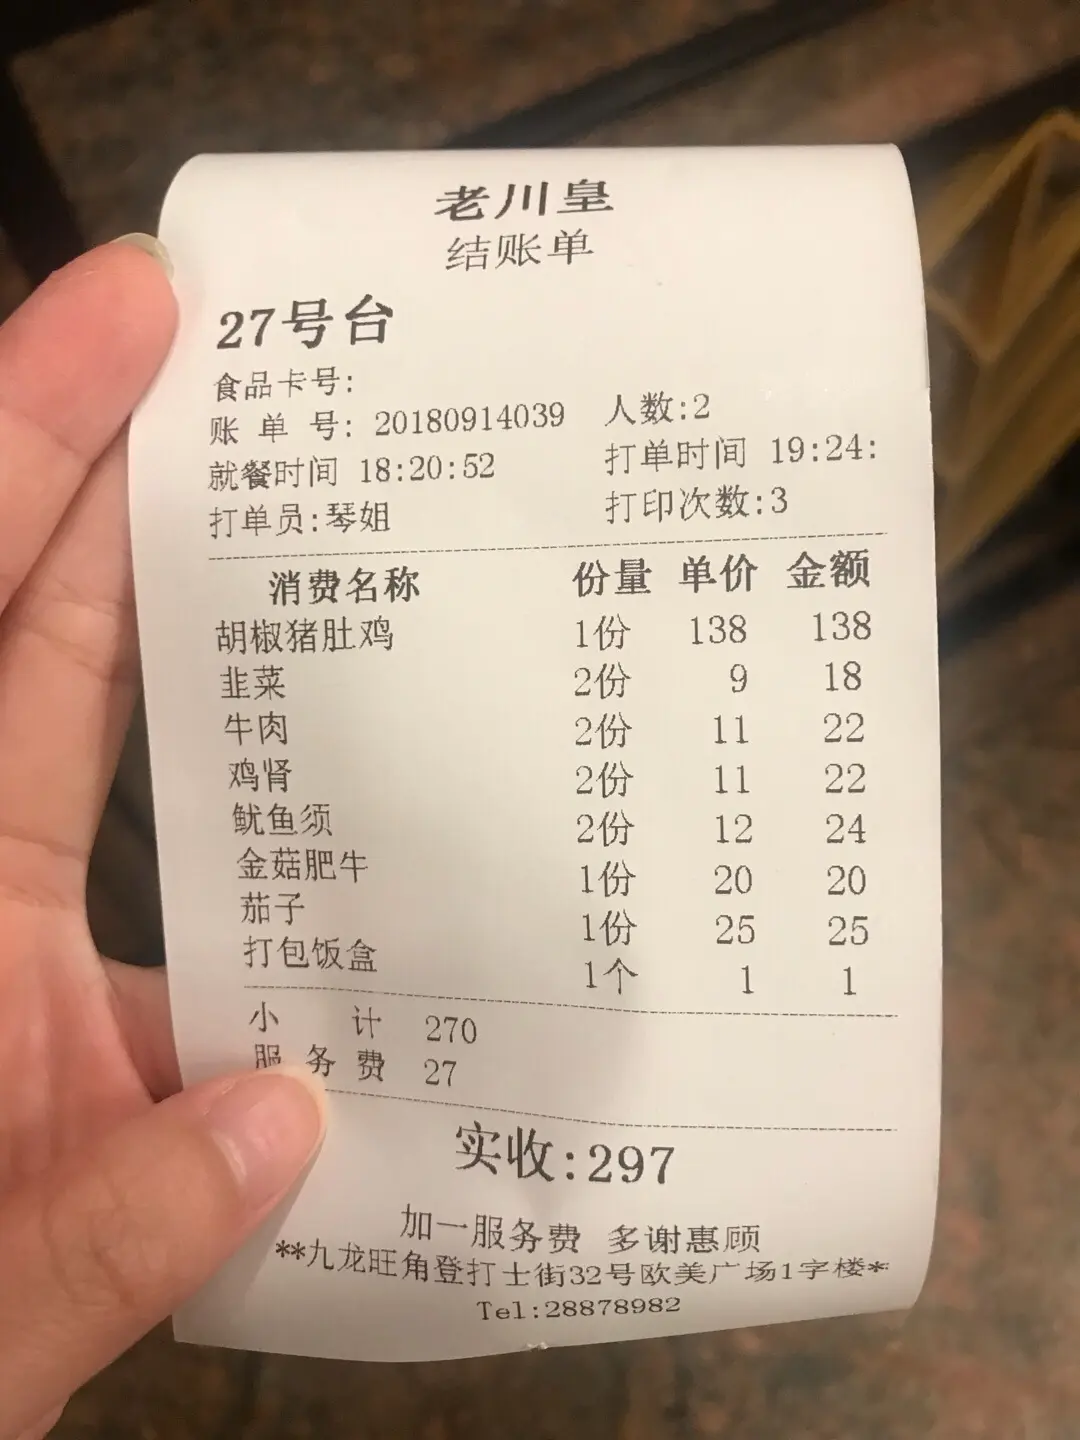 老川皇
结账单
27号台
食品卡号:
账 单 号: 20180914039 人数:2
就餐时间 18:20:52 打单时间 19:24:
打单员:琴姐 打印次数:3
消费名称 份量 单价 金额
胡椒猪肚鸡 1份 138 138
韭菜 2份 9 18
牛肉 2份 11 22
鸡肾 2份 11 22
鱿鱼须 2份 12 24
金菇肥牛 1份 20 20
茄子 1份 25 25
打包饭盒 1个 1 1
小 计 270
服 务 费 27
实收:297
加一服务费 多谢惠顾
**九龙旺角登打士街32号欧美广场1字楼*
Tel:28878982